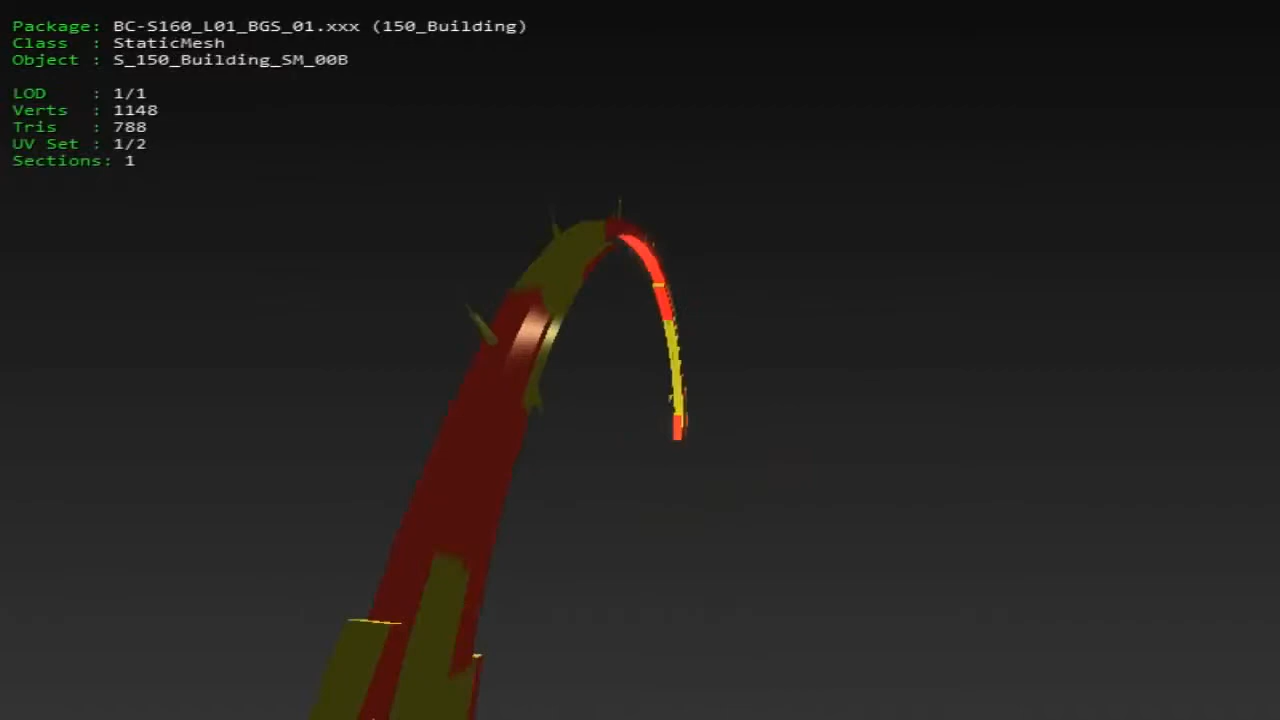 Package: BC-S160_L01_BGS_01.xxx (150_Building)
Class : StaticMesh
Object : S_150_Building_SM_00B
LOD : 1/1
Verts : 1148
Tris : 788
UV Set : 1/2
Sections: 1